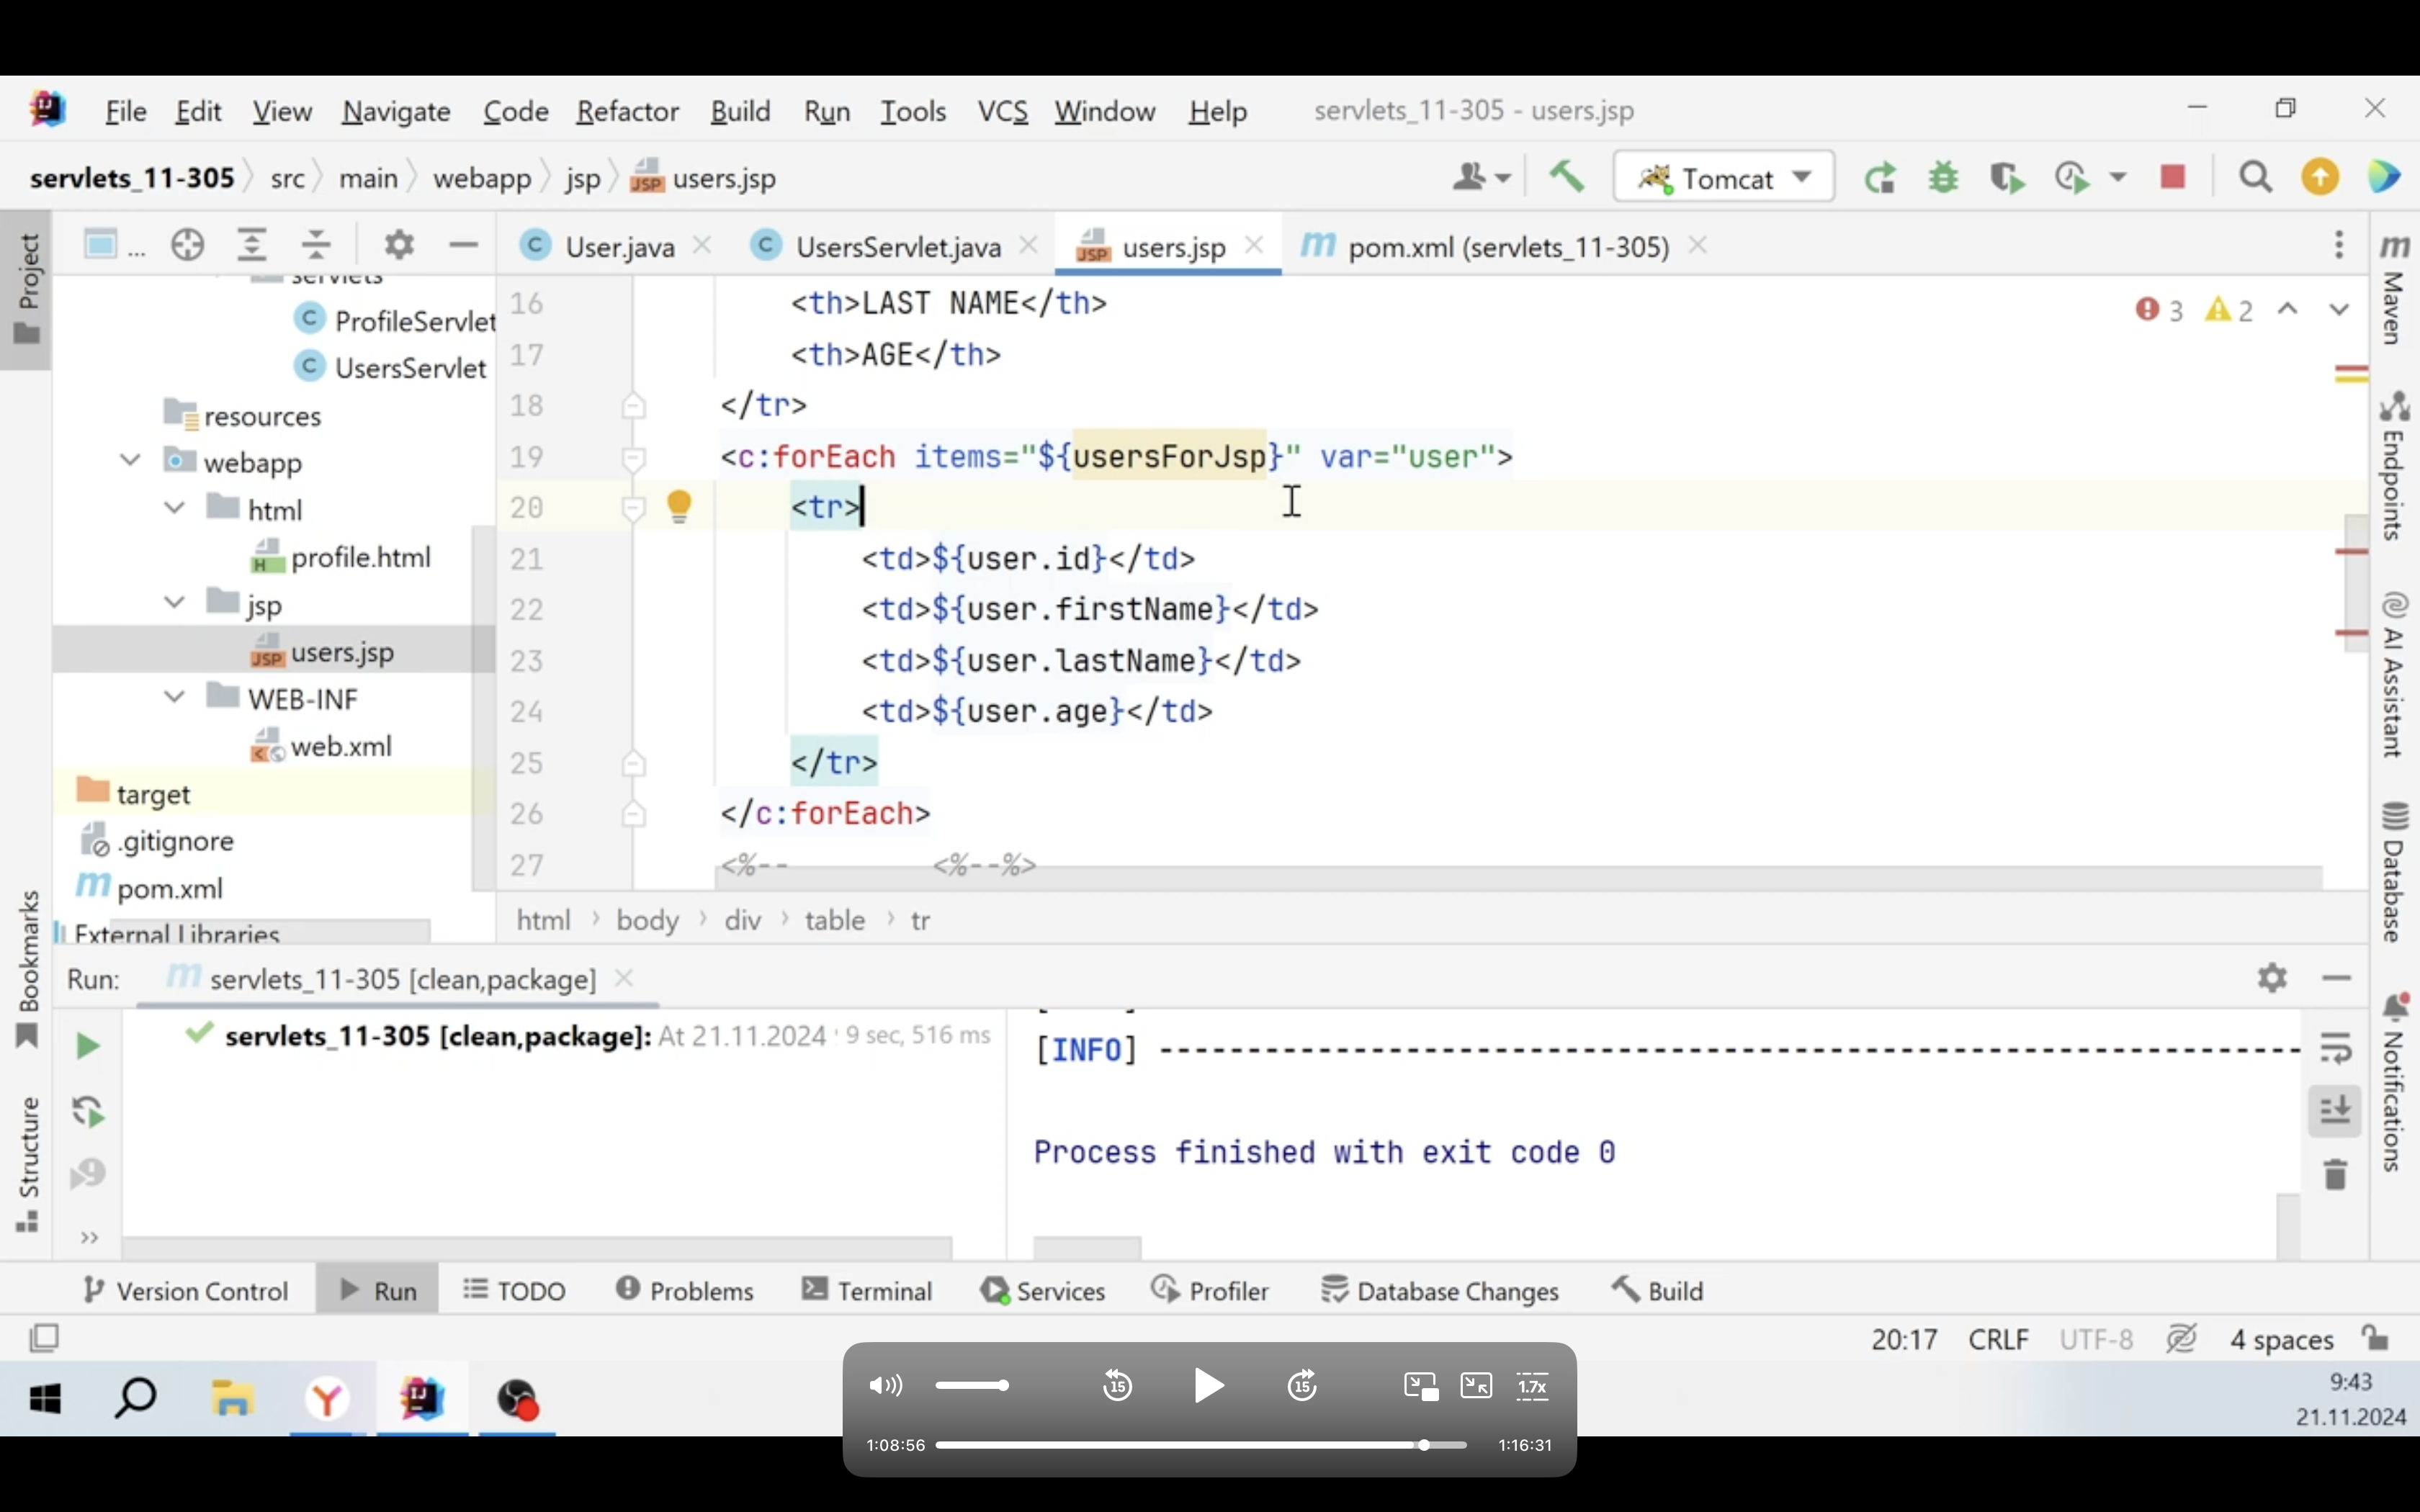 File Edit View Navigate Code Refactor Build Run Tools VCS Window Help servlets_11-305 - users.jsp
servlets_11-305 src main webapp jsp users.jsp Tomcat
Project
... User.java UsersServlet.java users.jsp pom.xml (servlets_11-305)
servlets
ProfileServlet
UsersServlet
resources
webapp
html
profile.html
jsp
users.jsp
WEB-INF
web.xml
target
.gitignore
pom.xml
External Libraries
16 <th>LAST NAME</th>
17 <th>AGE</th>
18 </tr>
19 <c:forEach items="${usersForJsp}" var="user">
20 <tr>
21 <td>${user.id}</td>
22 <td>${user.firstName}</td>
23 <td>${user.lastName}</td>
24 <td>${user.age}</td>
25 </tr>
26 </c:forEach>
27 <%-- <%--%>
3 2
html body div table tr
Maven
Endpoints
AI Assistant
Database
Notifications
Bookmarks
Structure
Run: servlets_11-305 [clean,package]
servlets_11-305 [clean,package]: At 21.11.2024 9 sec, 516 ms
[INFO] ------------------------------------------------------------------------
Process finished with exit code 0
Version Control Run TODO Problems Terminal Services Profiler Database Changes Build
20:17 CRLF UTF-8 4 spaces
9:43
21.11.2024
15 15 1.7x
1:08:56 1:16:31